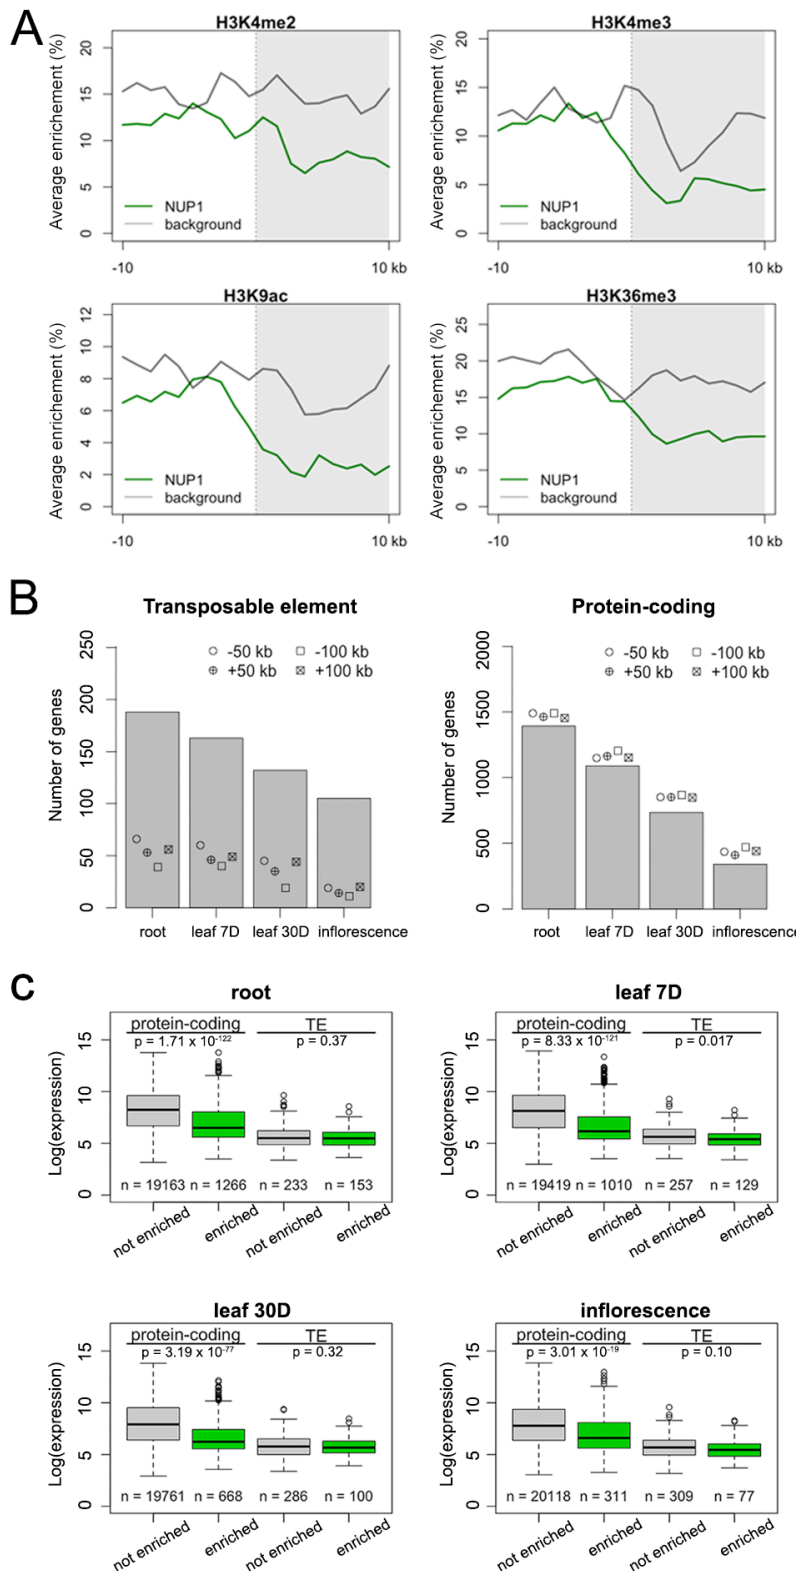 A
H3K4me2
Average enrichement (%)
0 5 10 15 20
NUP1
background
-10 10 kb
H3K4me3
Average enrichement (%)
0 5 10 15 20
NUP1
background
-10 10 kb
H3K9ac
Average enrichement (%)
0 2 4 6 8 10 12
NUP1
background
-10 10 kb
H3K36me3
Average enrichement (%)
0 5 10 15 20 25
NUP1
background
-10 10 kb
B
Transposable element
Number of genes
0 50 100 150 200 250
-50 kb -100 kb
+50 kb +100 kb
root leaf 7D leaf 30D inflorescence
Protein-coding
Number of genes
0 500 1000 1500 2000
-50 kb -100 kb
+50 kb +100 kb
root leaf 7D leaf 30D inflorescence
C
root
protein-coding TE
p = 1.71 x 10-122 p = 0.37
Log(expression)
0 5 10 15
n = 19163 n = 1266 n = 233 n = 153
not enriched enriched not enriched enriched
leaf 7D
protein-coding TE
p = 8.33 x 10-121 p = 0.017
Log(expression)
0 5 10 15
n = 19419 n = 1010 n = 257 n = 129
not enriched enriched not enriched enriched
leaf 30D
protein-coding TE
p = 3.19 x 10-77 p = 0.32
Log(expression)
0 5 10 15
n = 19761 n = 668 n = 286 n = 100
not enriched enriched not enriched enriched
inflorescence
protein-coding TE
p = 3.01 x 10-19 p = 0.10
Log(expression)
0 5 10 15
n = 20118 n = 311 n = 309 n = 77
not enriched enriched not enriched enriched